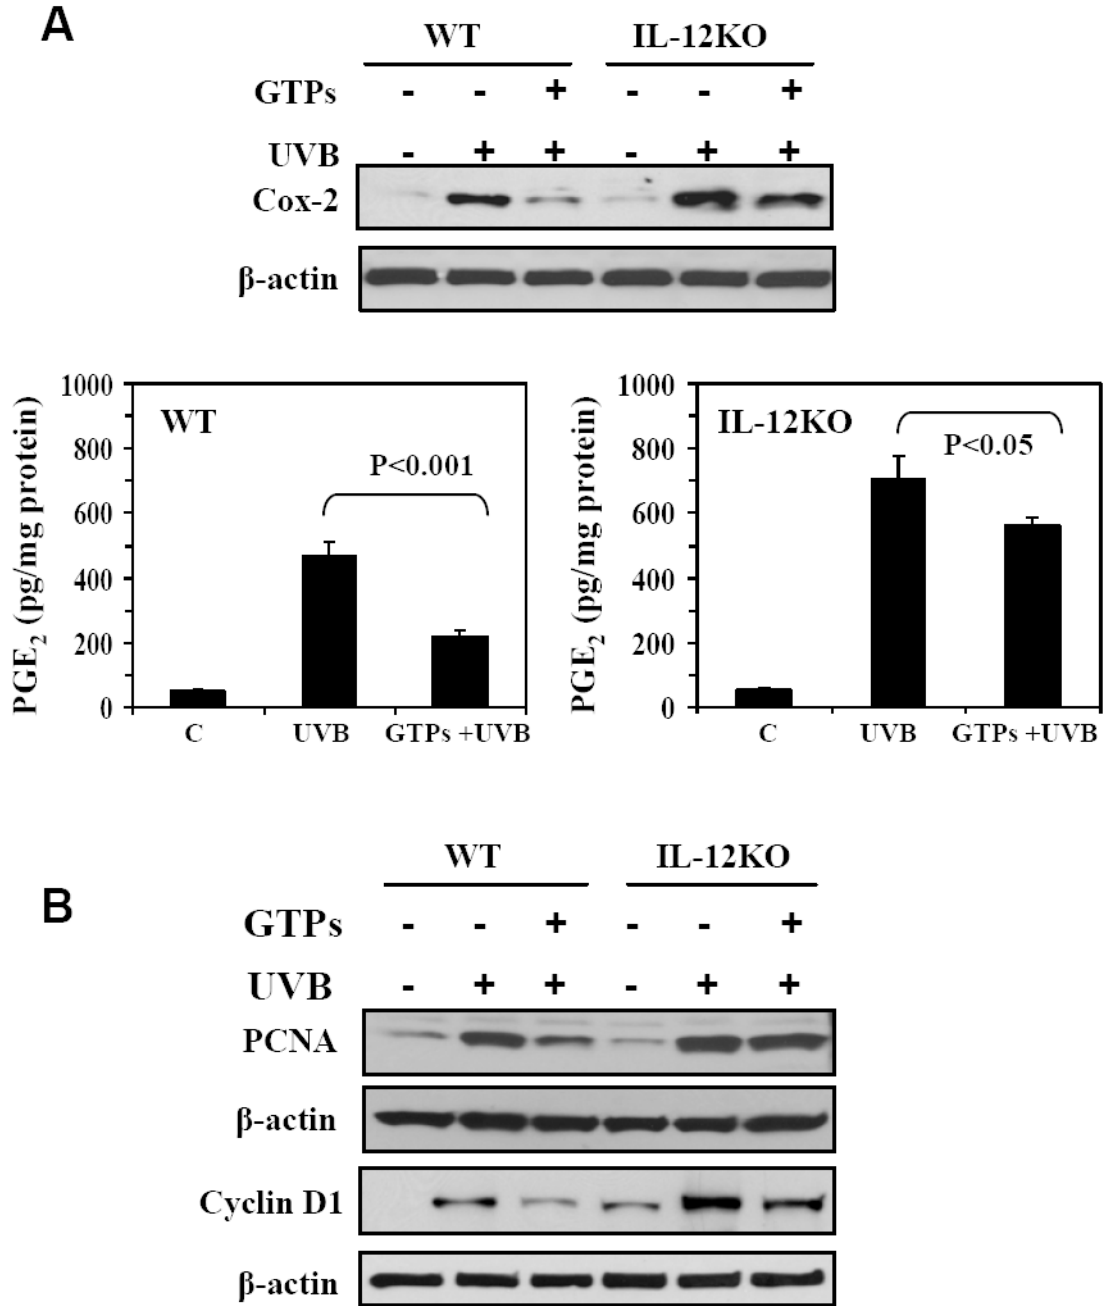 A
WT IL-12KO
GTPs - - + - - +
UVB - + + - + +
Cox-2
β-actin
PGE2 (pg/mg protein)
1000
800
600
400
200
0
WT
P<0.001
C UVB GTPs +UVB
PGE2 (pg/mg protein)
1000
800
600
400
200
0
IL-12KO
P<0.05
C UVB GTPs +UVB
B
WT IL-12KO
GTPs - - + - - +
UVB - + + - + +
PCNA
β-actin
Cyclin D1
β-actin